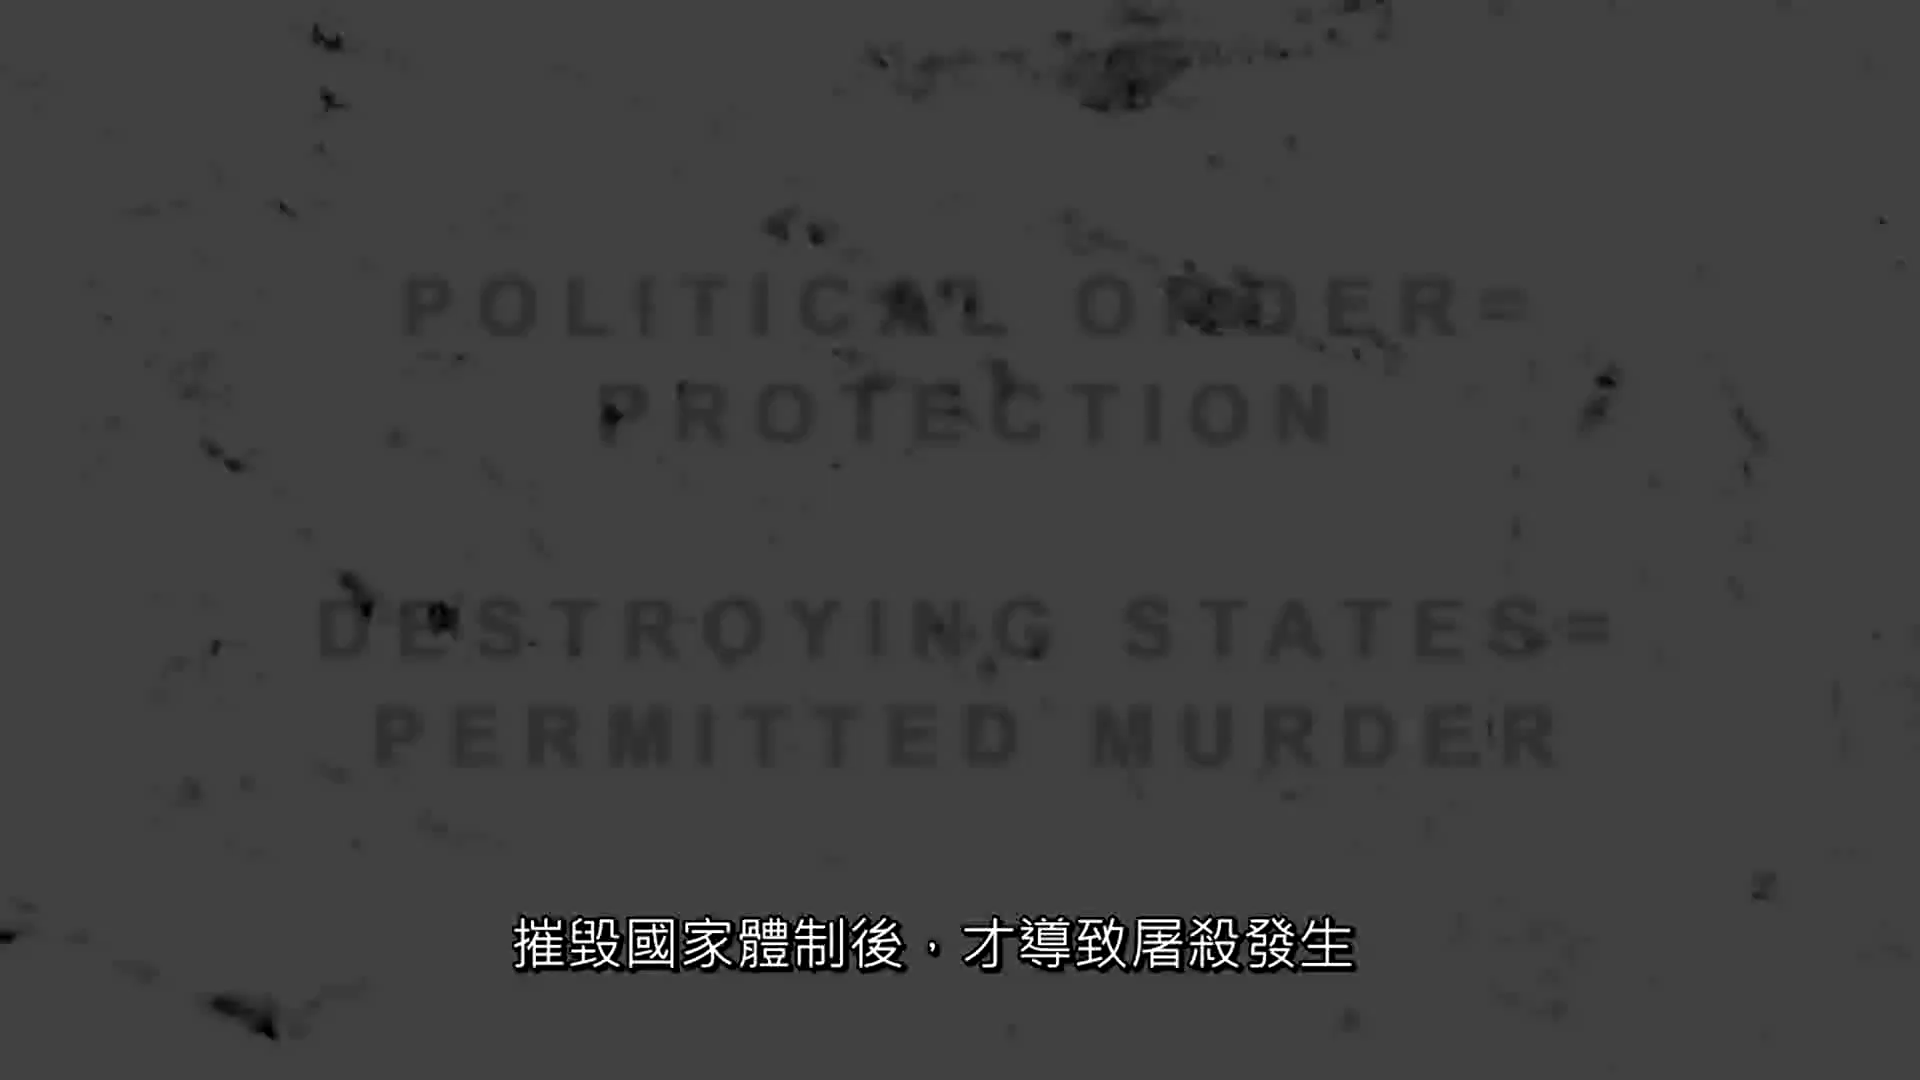 POLITICAL ORDER=
PROTECTION
DESTROYING STATES=
PERMITTED MURDER
摧毀國家體制後，才導致屠殺發生